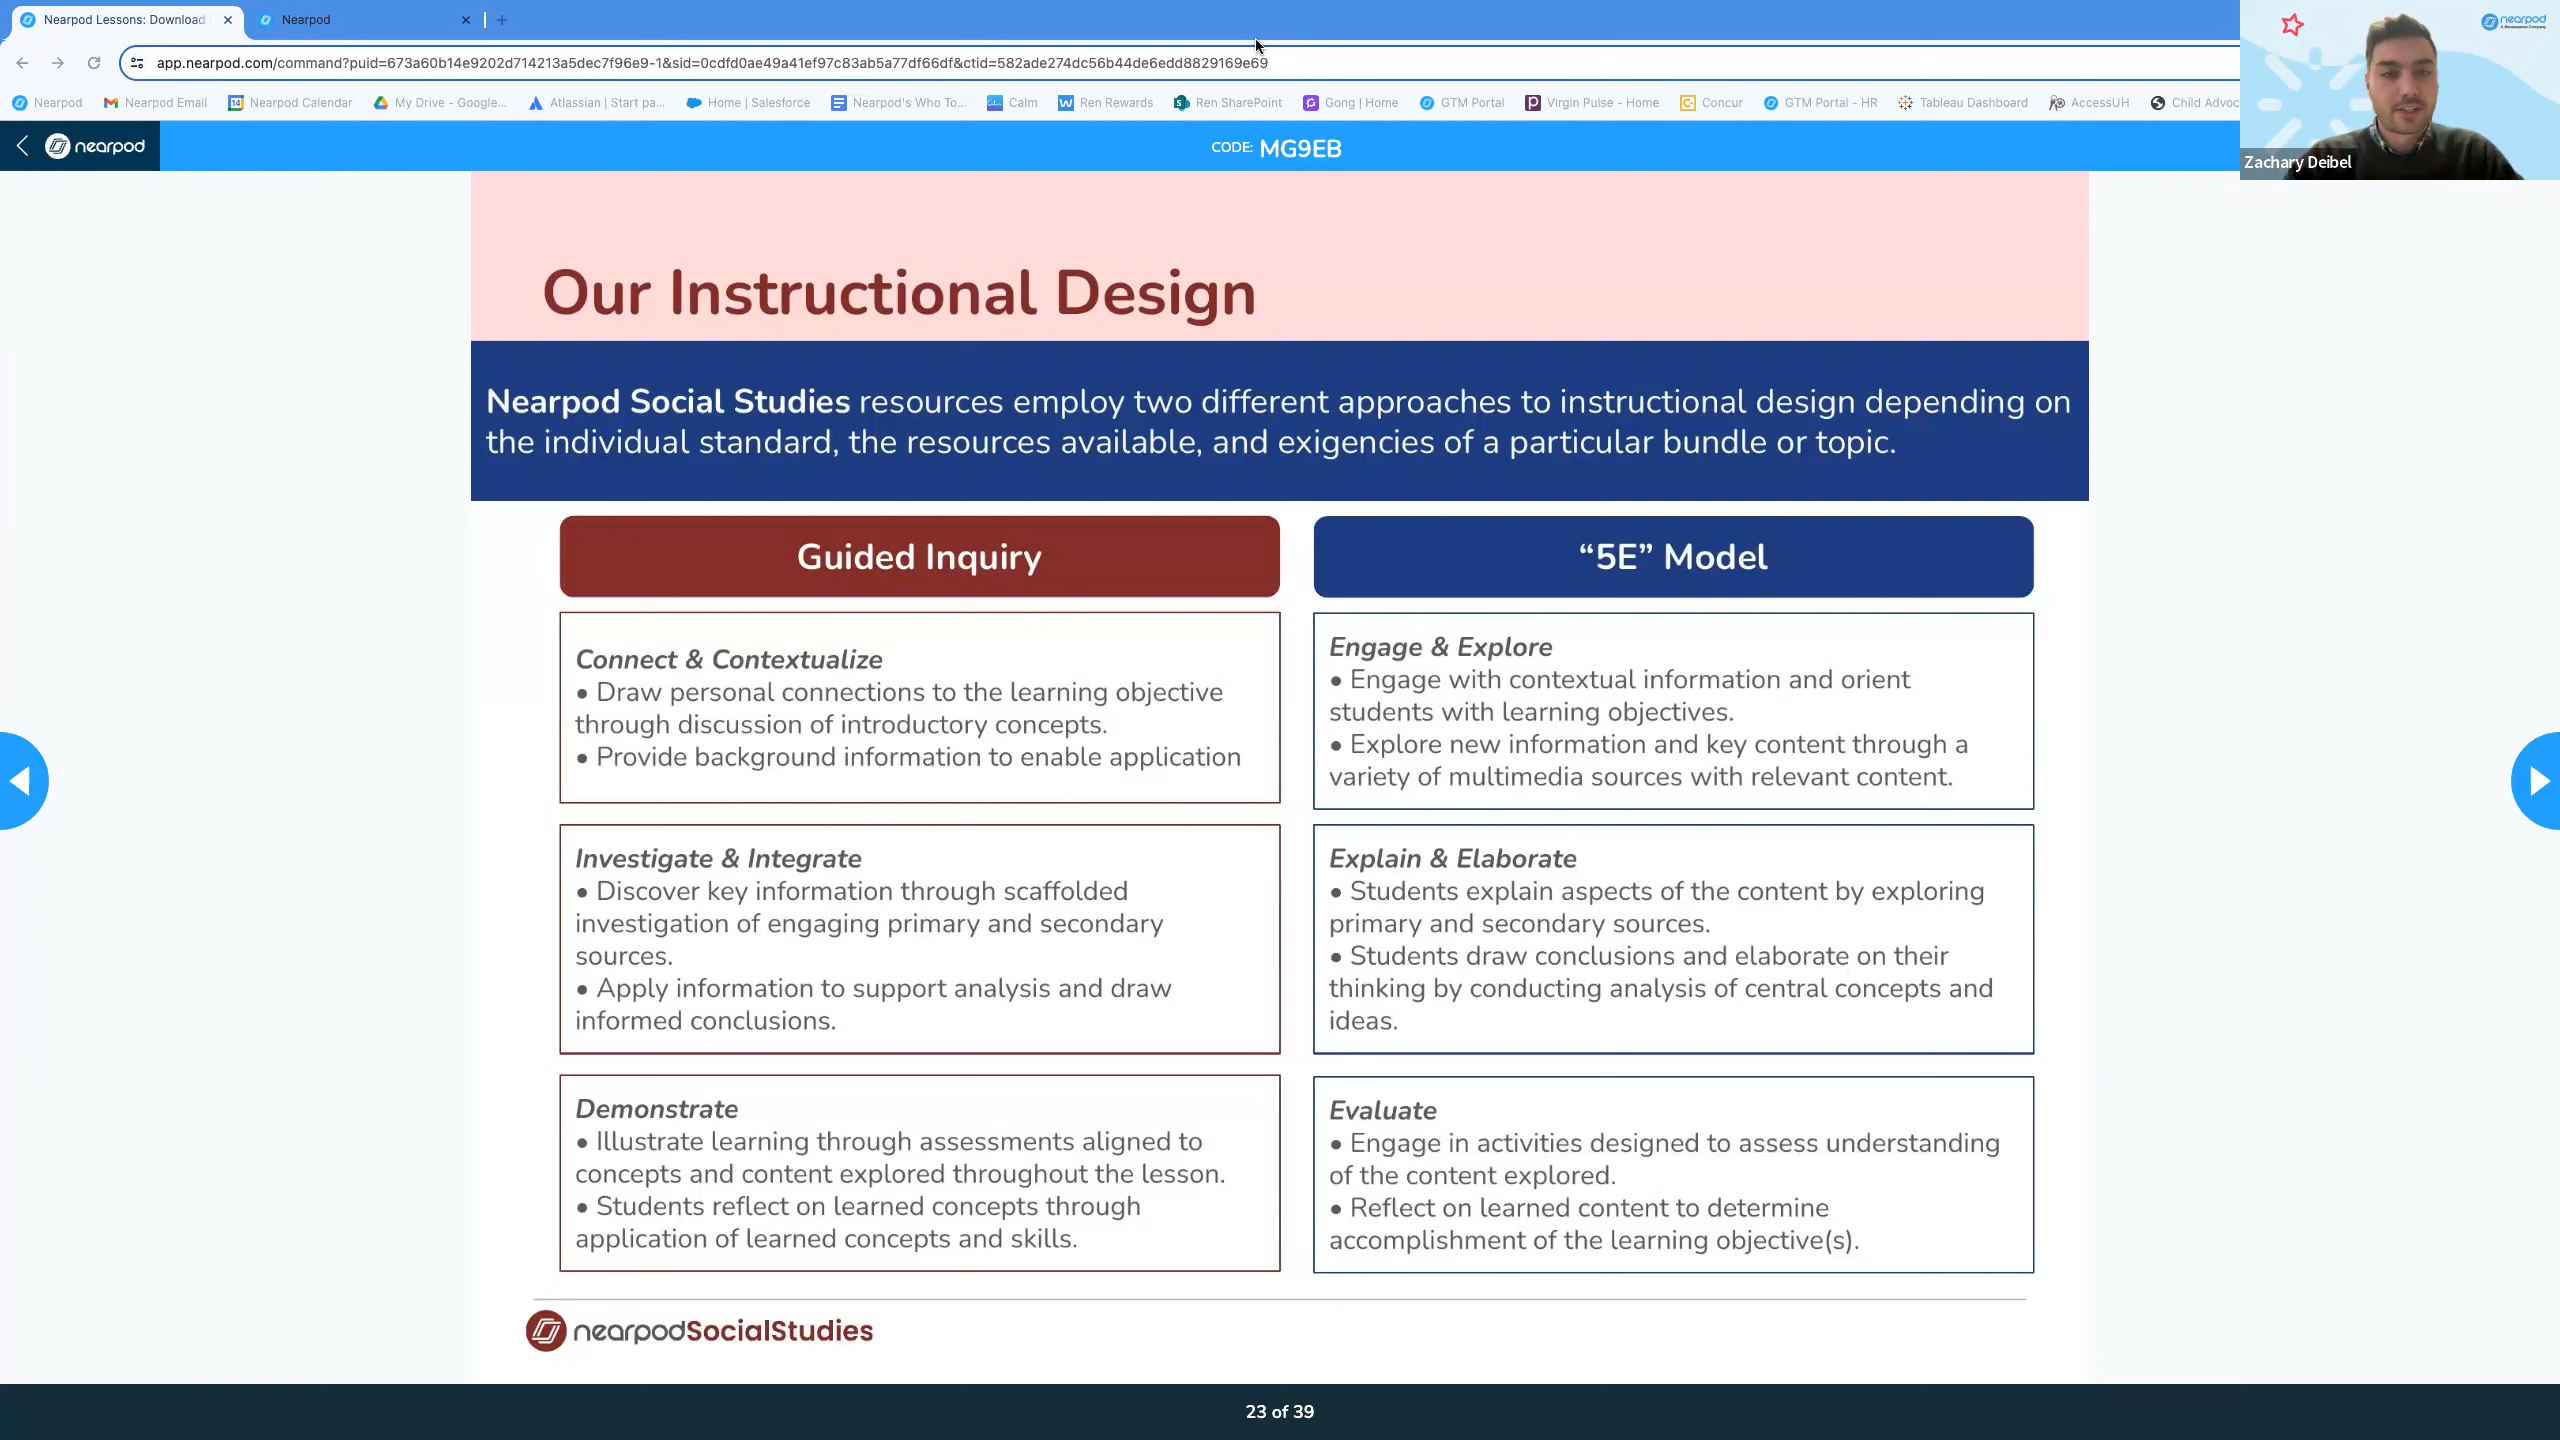 Nearpod Lessons: Download
Nearpod
app.nearpod.com/command?puid=673a60b14e9202d714213a5dec7f96e9-1&sid=0cdfd0ae49a41ef97c83ab5a77df66df&ctid=582ade274dc56b44de6edd8829169e69
Nearpod
Nearpod Email
Nearpod Calendar
My Drive - Google...
Atlassian | Start pa...
Home | Salesforce
Nearpod's Who To...
Calm
Ren Rewards
Ren SharePoint
Gong | Home
GTM Portal
Virgin Pulse - Home
Concur
GTM Portal - HR
Tableau Dashboard
AccessUH
Child Advoc
nearpod
Zachary Deibel
nearpod
CODE: MG9EB
Our Instructional Design
Nearpod Social Studies resources employ two different approaches to instructional design depending on
the individual standard, the resources available, and exigencies of a particular bundle or topic.
Guided Inquiry
Connect & Contextualize
• Draw personal connections to the learning objective
through discussion of introductory concepts.
• Provide background information to enable application
Investigate & Integrate
• Discover key information through scaffolded
investigation of engaging primary and secondary
sources.
• Apply information to support analysis and draw
informed conclusions.
Demonstrate
• Illustrate learning through assessments aligned to
concepts and content explored throughout the lesson.
• Students reflect on learned concepts through
application of learned concepts and skills.
“5E” Model
Engage & Explore
• Engage with contextual information and orient
students with learning objectives.
• Explore new information and key content through a
variety of multimedia sources with relevant content.
Explain & Elaborate
• Students explain aspects of the content by exploring
primary and secondary sources.
• Students draw conclusions and elaborate on their
thinking by conducting analysis of central concepts and
ideas.
Evaluate
• Engage in activities designed to assess understanding
of the content explored.
• Reflect on learned content to determine
accomplishment of the learning objective(s).
nearpodSocialStudies
23 of 39